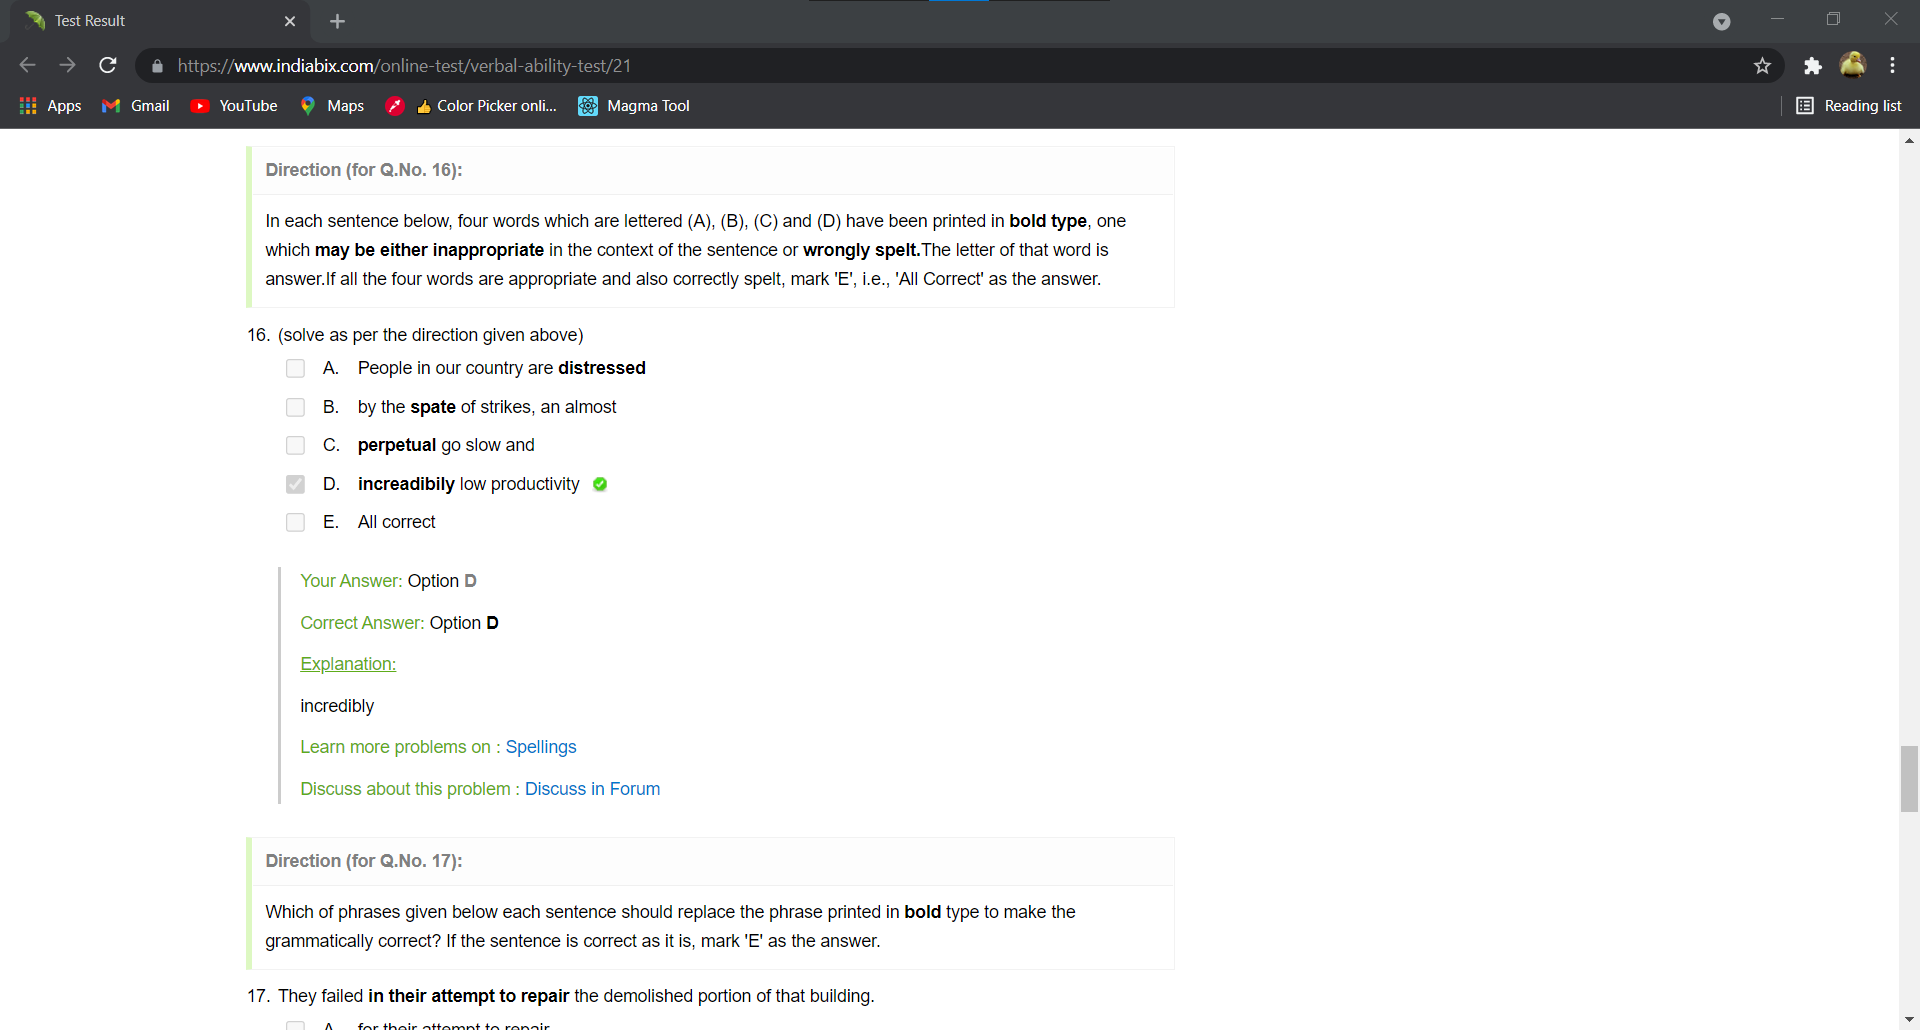 Test Result
https://www.indiabix.com/online-test/verbal-ability-test/21
Apps Gmail YouTube Maps 👍 Color Picker onli... Magma Tool Reading list
Direction (for Q.No. 16):
In each sentence below, four words which are lettered (A), (B), (C) and (D) have been printed in bold type, one
which may be either inappropriate in the context of the sentence or wrongly spelt.The letter of that word is
answer.If all the four words are appropriate and also correctly spelt, mark 'E', i.e., 'All Correct' as the answer.
16. (solve as per the direction given above)
A. People in our country are distressed
B. by the spate of strikes, an almost
C. perpetual go slow and
D. increadibily low productivity
E. All correct
Your Answer: Option D
Correct Answer: Option D
Explanation:
incredibly
Learn more problems on : Spellings
Discuss about this problem : Discuss in Forum
Direction (for Q.No. 17):
Which of phrases given below each sentence should replace the phrase printed in bold type to make the
grammatically correct? If the sentence is correct as it is, mark 'E' as the answer.
17. They failed in their attempt to repair the demolished portion of that building.
A. for their attempt to repair